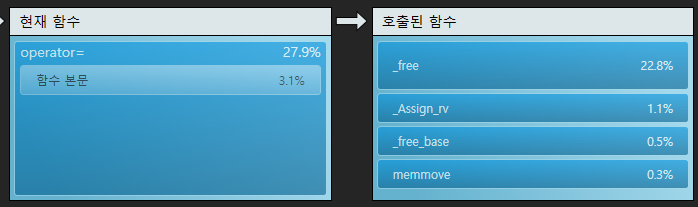 현재 함수
operator= 27.9%
함수 본문 3.1%
호출된 함수
_free 22.8%
_Assign_rv 1.1%
_free_base 0.5%
memmove 0.3%